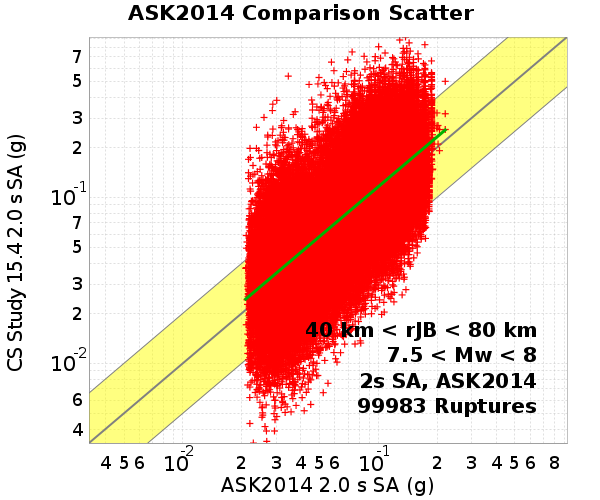 ASK2014 Comparison Scatter
CS Study 15.4 2.0 s SA (g)
7
5
3
2
10⁻¹
7
5
3
2
10⁻²
6
4
40 km < rJB < 80 km
7.5 < Mw < 8
2s SA, ASK2014
99983 Ruptures
4 5 6 10⁻² 2 3 4 5 6 10⁻¹ 2 3 4 5 6 8
ASK2014 2.0 s SA (g)